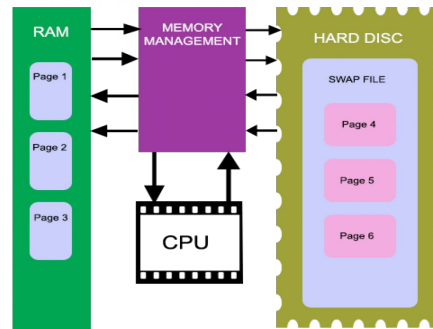 RAM
Page 1
Page 2
Page 3
MEMORY
MANAGEMENT
CPU
HARD DISC
SWAP FILE
Page 4
Page 5
Page 6